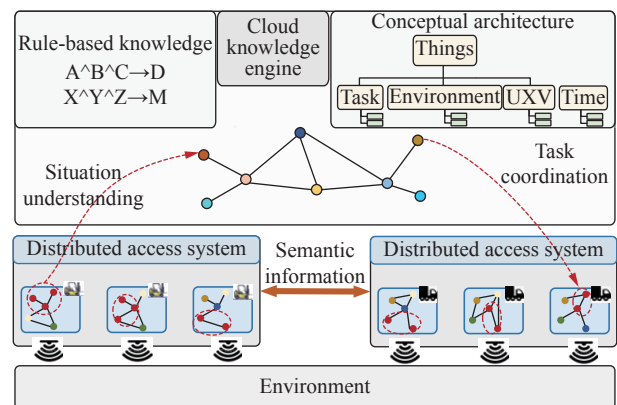 Rule-based knowledge
A^B^C→D
X^Y^Z→M
Cloud
knowledge
engine
Conceptual architecture
Things
Task
Environment
UXV
Time
Situation
understanding
Task
coordination
Distributed access system
Semantic
information
Distributed access system
Environment